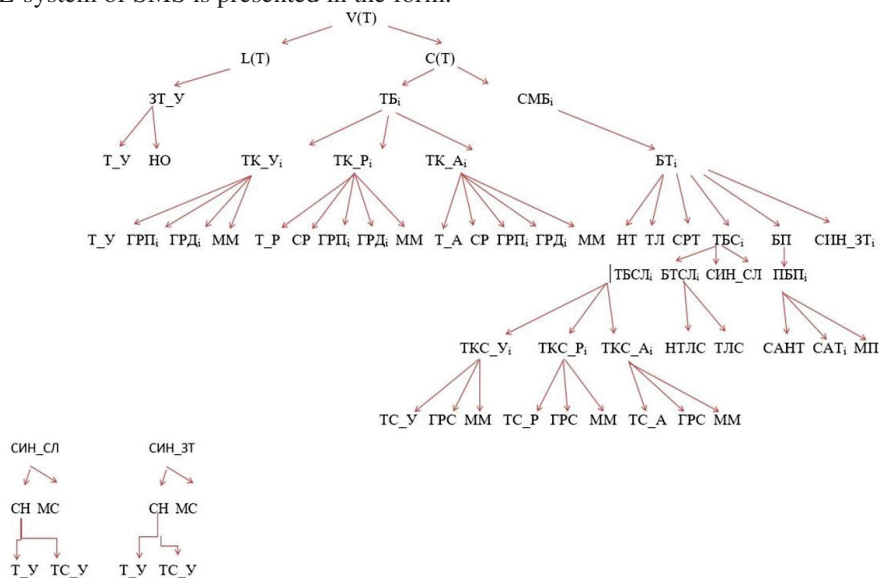 E-system of SMS is presented in the form:
V(T)
L(T) C(T)
ЗТ_У ТБᵢ СМБᵢ
Т_У НО ТК_Уᵢ ТК_Рᵢ ТК_Аᵢ БТᵢ
Т_У ГРПᵢ ГРДᵢ ММ Т_Р СР ГРПᵢ ГРДᵢ ММ Т_А СР ГРПᵢ ГРДᵢ ММ НТ ТЛ СРТ ТБСᵢ БП СИН_ЗТᵢ
ТБСЛᵢ БТСЛᵢ СИН_СЛ ПБПᵢ
ТКС_Уᵢ ТКС_Рᵢ ТКС_Аᵢ НТЛС ТЛС САНТ САТᵢ МП
ТС_У ГРС ММ ТС_Р ГРС ММ ТС_А ГРС ММ
СИН_СЛ СИН_ЗТ
СН МС СН МС
Т_У ТС_У Т_У ТС_У